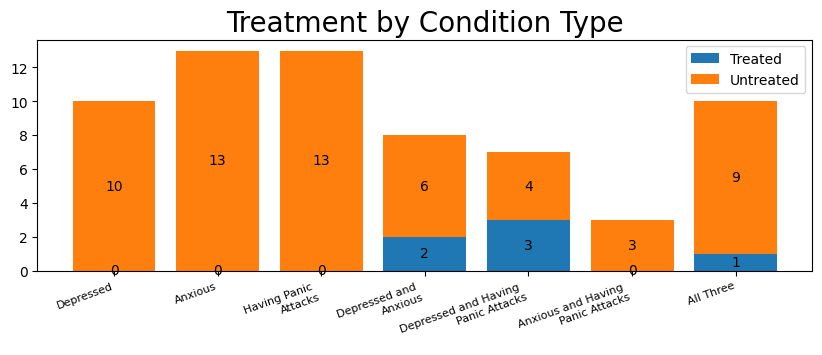 Treatment by Condition Type
Treated
Untreated
12
10
8
6
4
2
0
10
0
13
0
13
0
6
2
4
3
3
0
9
1
Depressed
Anxious
Having Panic
Attacks
Depressed and
Anxious
Depressed and Having
Panic Attacks
Anxious and Having
Panic Attacks
All Three